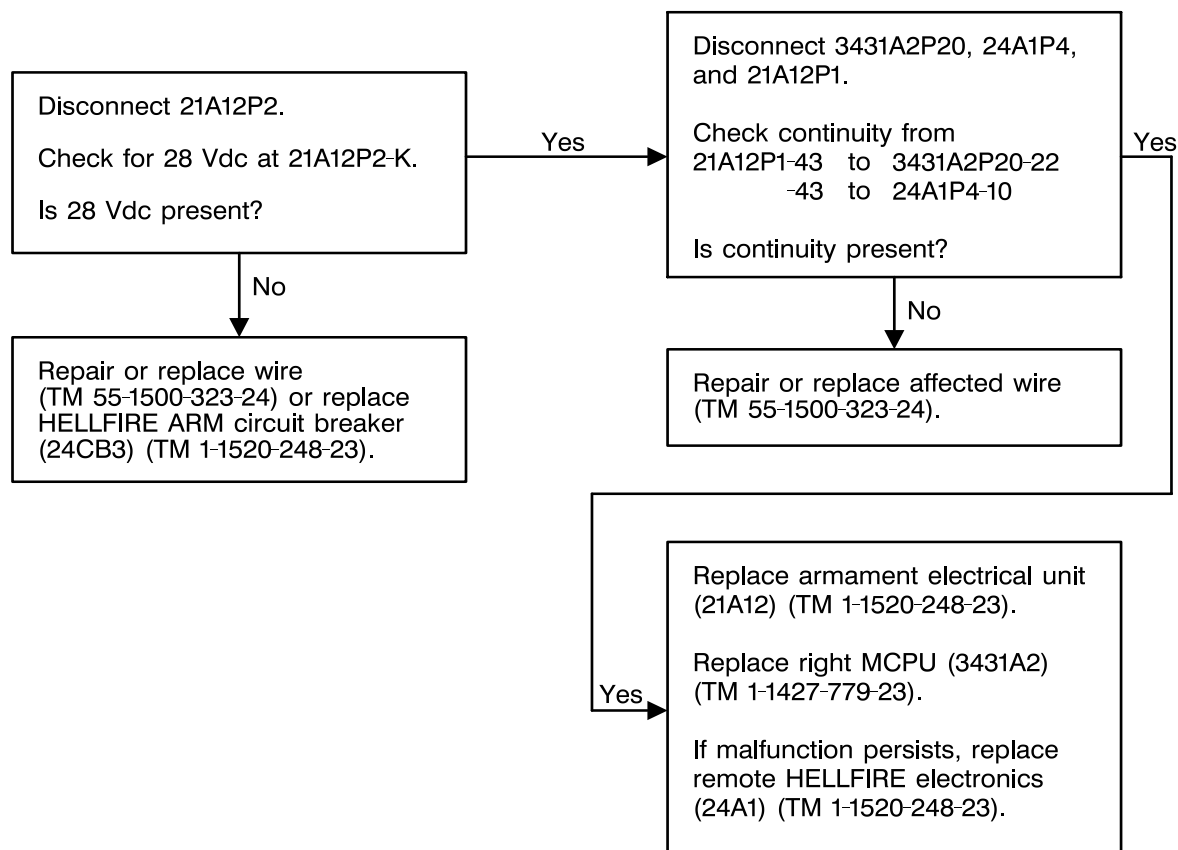 Disconnect 21A12P2.
Check for 28 Vdc at 21A12P2-K.
Is 28 Vdc present?
Yes
No
Repair or replace wire
(TM 55-1500-323-24) or replace
HELLFIRE ARM circuit breaker
(24CB3) (TM 1-1520-248-23).
Disconnect 3431A2P20, 24A1P4,
and 21A12P1.
Check continuity from
21A12P1-43 to 3431A2P20-22
-43 to 24A1P4-10
Is continuity present?
Yes
No
Repair or replace affected wire
(TM 55-1500-323-24).
Yes
Replace armament electrical unit
(21A12) (TM 1-1520-248-23).
Replace right MCPU (3431A2)
(TM 1-1427-779-23).
If malfunction persists, replace
remote HELLFIRE electronics
(24A1) (TM 1-1520-248-23).